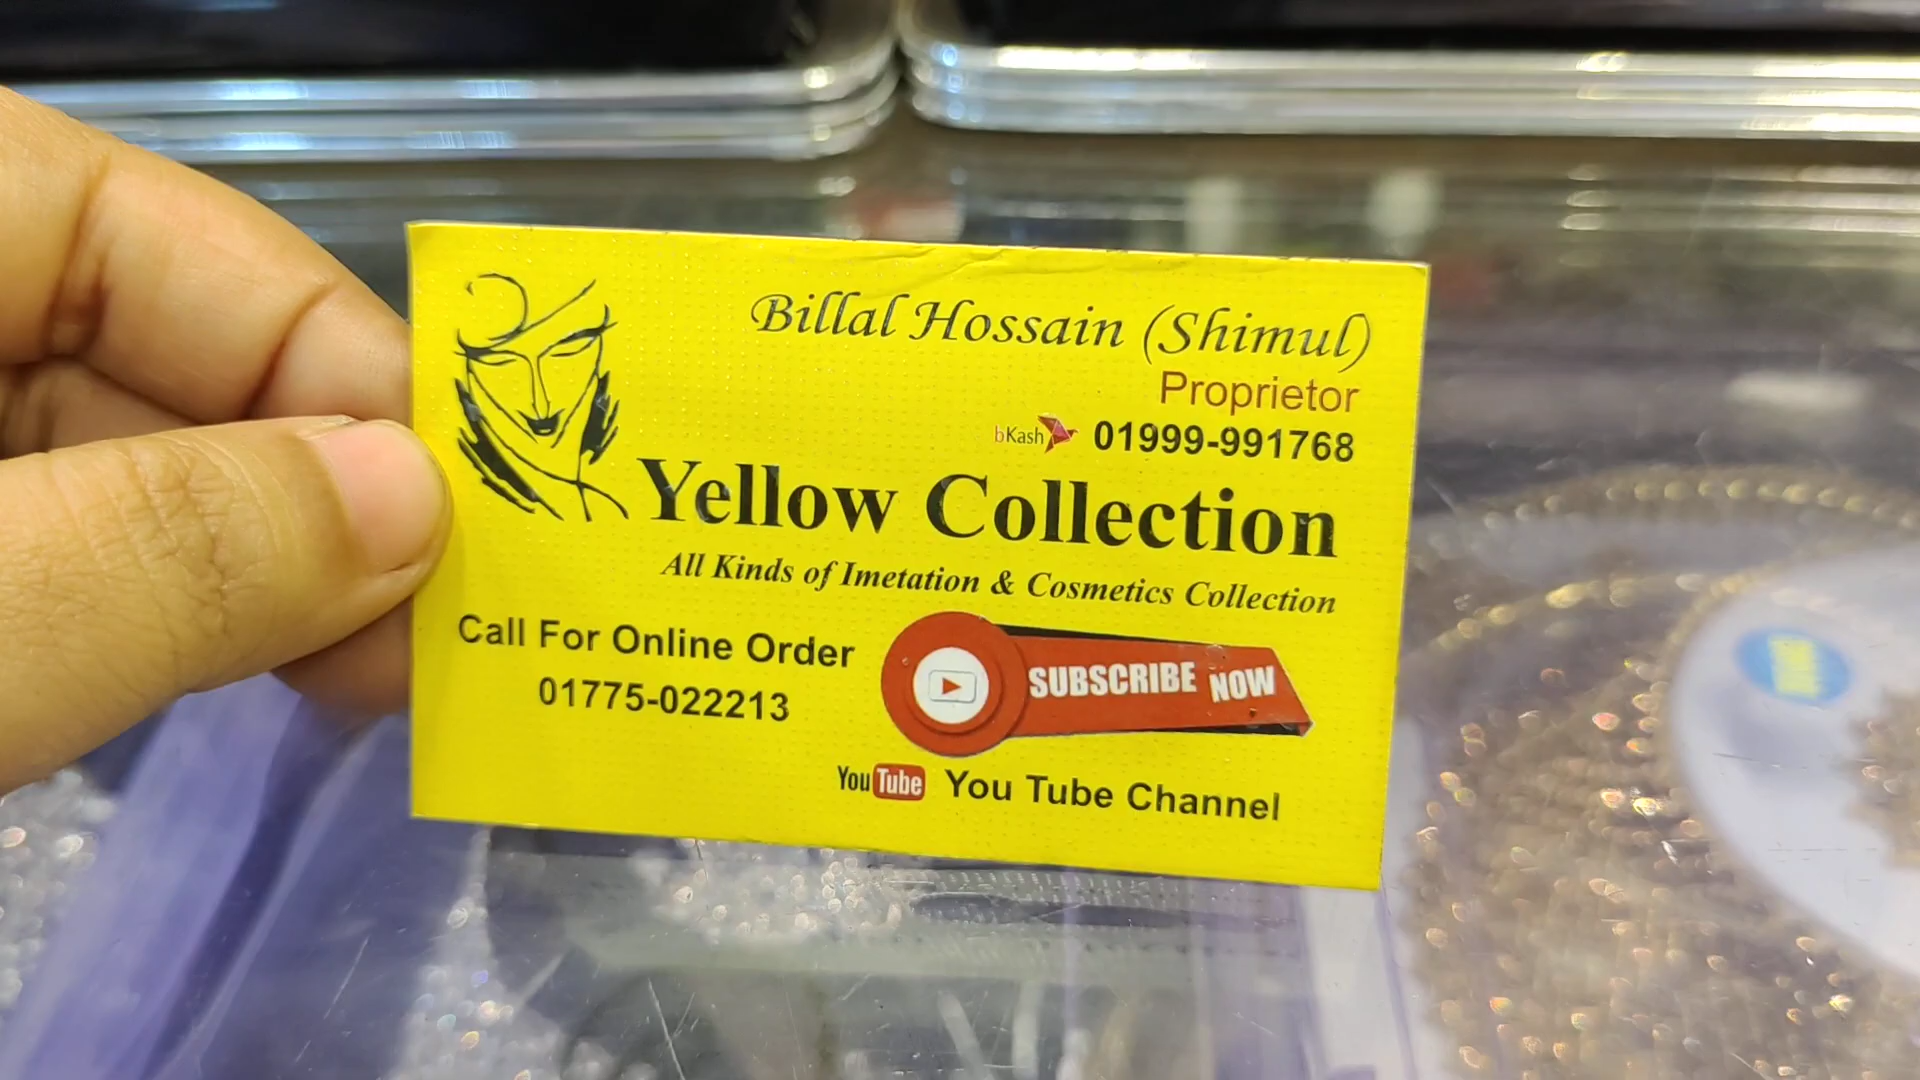 Billal Hossain (Shimul)
Proprietor
bKash 01999-991768
Yellow Collection
All Kinds of Imetation & Cosmetics Collection
Call For Online Order
01775-022213
SUBSCRIBE NOW
YouTube You Tube Channel